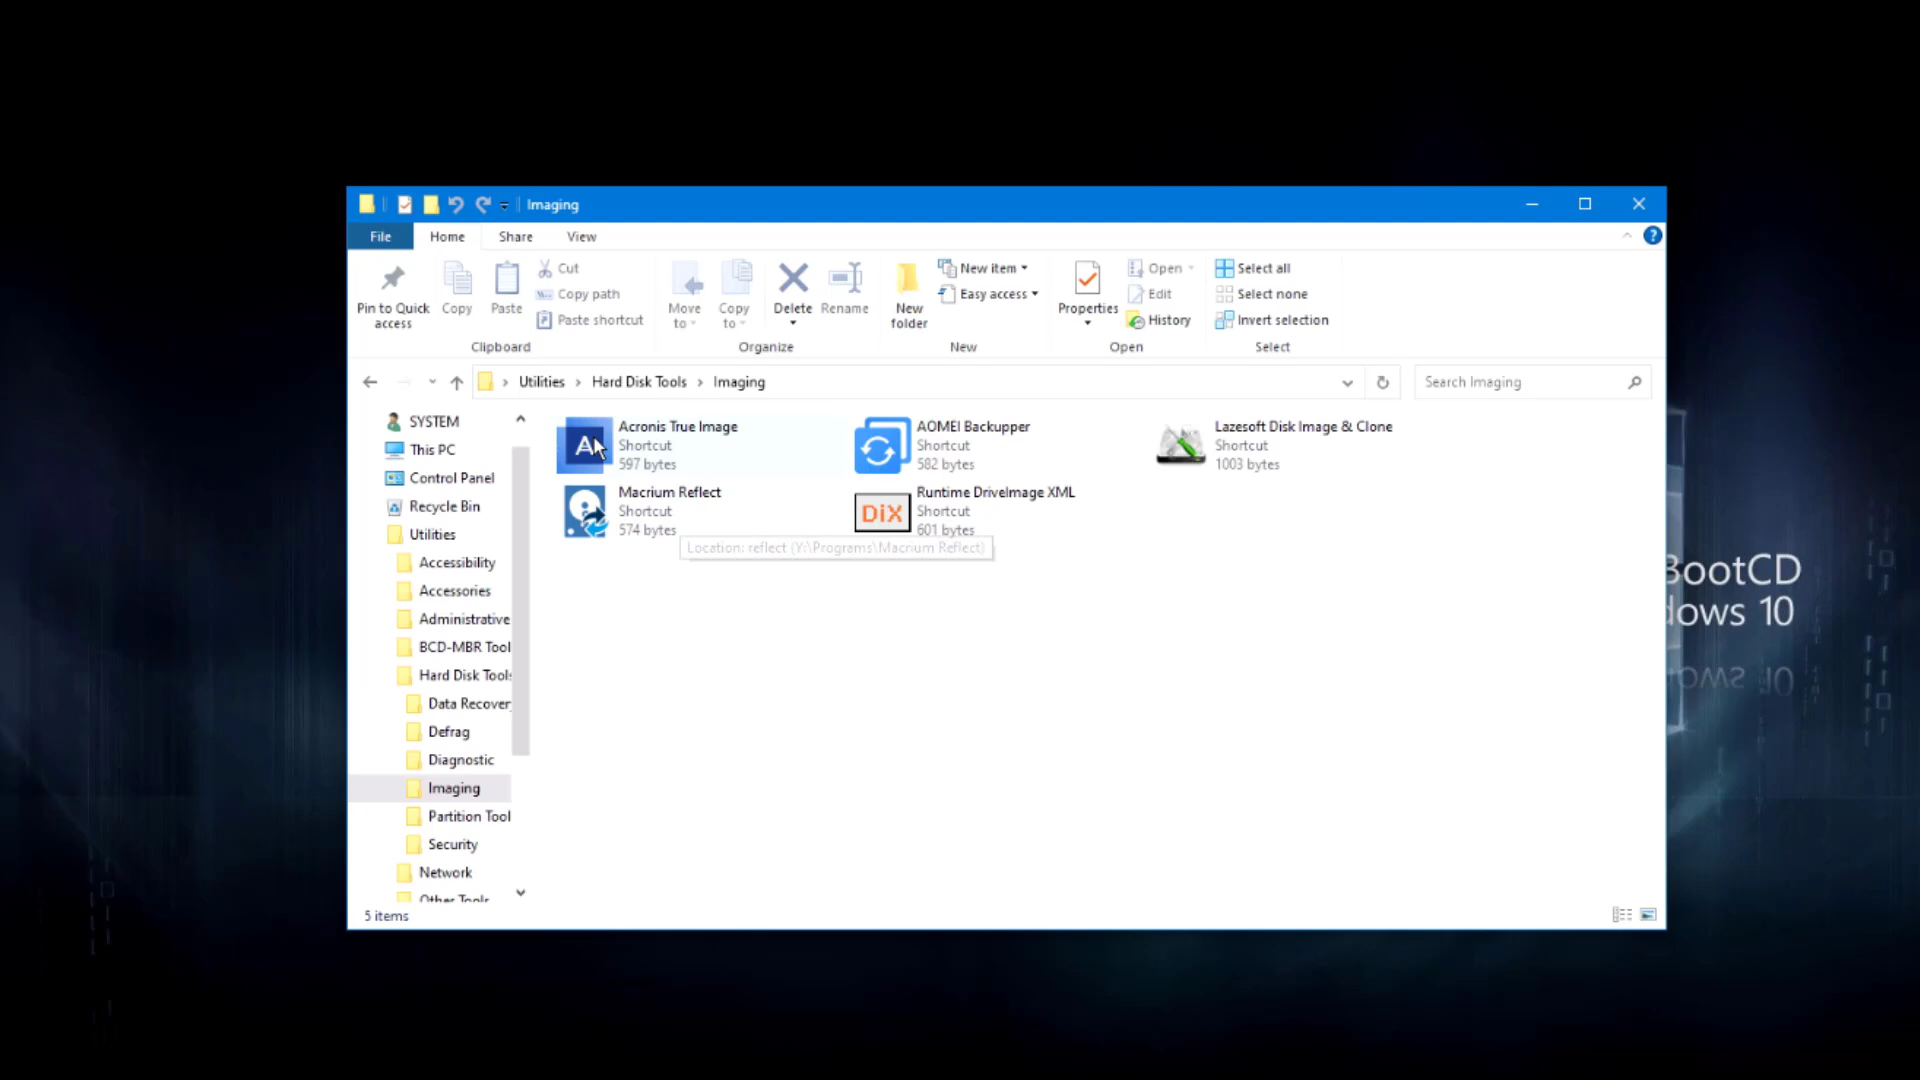 Imaging
File Home Share View
Pin to Quick access
Copy
Paste
Cut
Copy path
Paste shortcut
Clipboard
Move to
Copy to
Delete
Rename
Organize
New folder
New item
Easy access
New
Properties
Open
Edit
History
Open
Select all
Select none
Invert selection
Select
Utilities > Hard Disk Tools > Imaging
Search Imaging
SYSTEM
This PC
Control Panel
Recycle Bin
Utilities
Accessibility
Accessories
Administrative
BCD-MBR Tool
Hard Disk Tools
Data Recover
Defrag
Diagnostic
Imaging
Partition Tool
Security
Network
Other Tools
Acronis True Image
Shortcut
597 bytes
AOMEI Backupper
Shortcut
582 bytes
Lazesoft Disk Image & Clone
Shortcut
1003 bytes
Macrium Reflect
Shortcut
574 bytes
DiX
Runtime DriveImage XML
Shortcut
601 bytes
Location: reflect (Y:\Programs\Macrium Reflect)
5 items
BootCD
dows 10